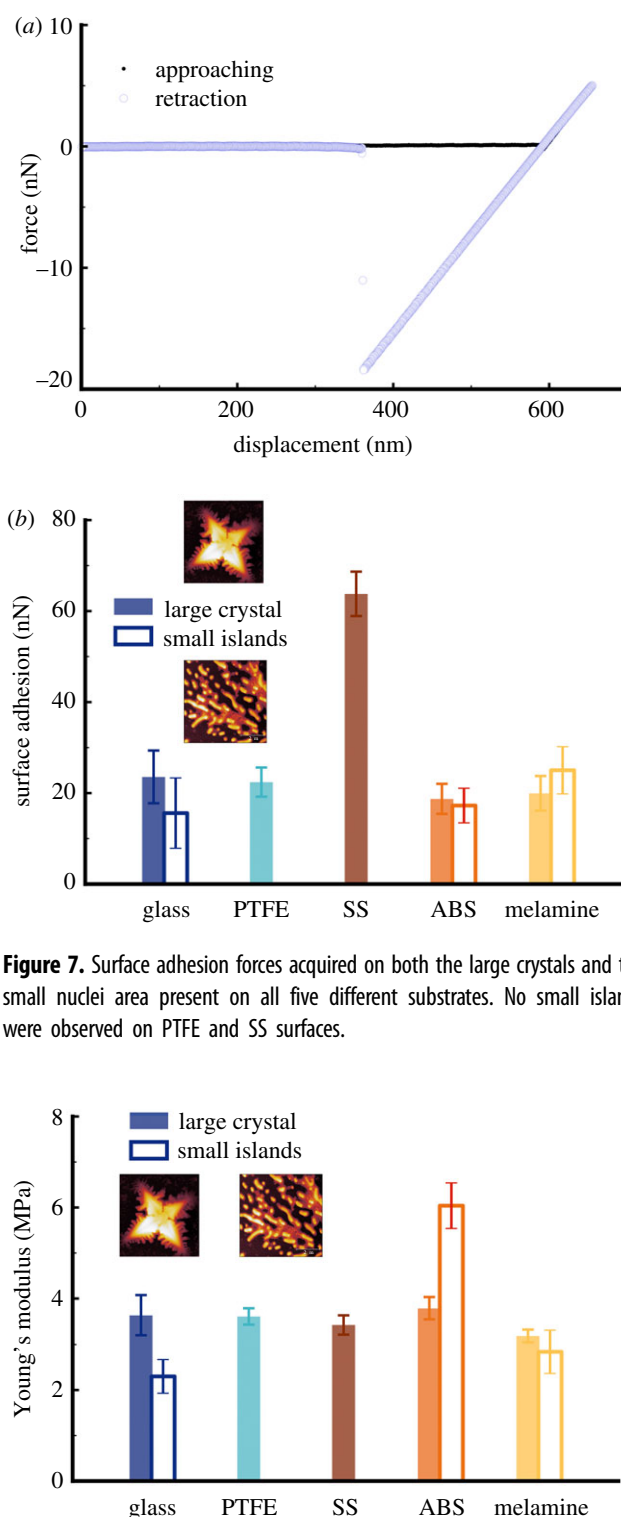 (a)
10
approaching
retraction
0
−10
−20
force (nN)
0
200
400
600
displacement (nm)
(b)
80
large crystal
small islands
60
40
20
0
surface adhesion (nN)
glass
PTFE
SS
ABS
melamine
Figure 7. Surface adhesion forces acquired on both the large crystals and t
small nuclei area present on all five different substrates. No small islan
were observed on PTFE and SS surfaces.
8
large crystal
small islands
6
4
2
0
Young's modulus (MPa)
glass
PTFE
SS
ABS
melamine